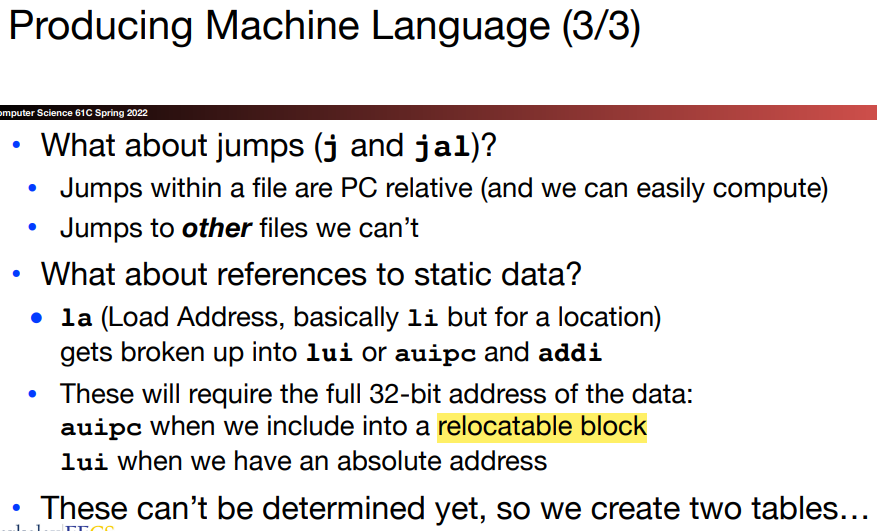 Producing Machine Language (3/3)
omputer Science 61C Spring 2022
• What about jumps (j and jal)?
• Jumps within a file are PC relative (and we can easily compute)
• Jumps to other files we can’t
• What about references to static data?
• la (Load Address, basically li but for a location)
gets broken up into lui or auipc and addi
• These will require the full 32-bit address of the data:
auipc when we include into a relocatable block
lui when we have an absolute address
• These can’t be determined yet, so we create two tables…